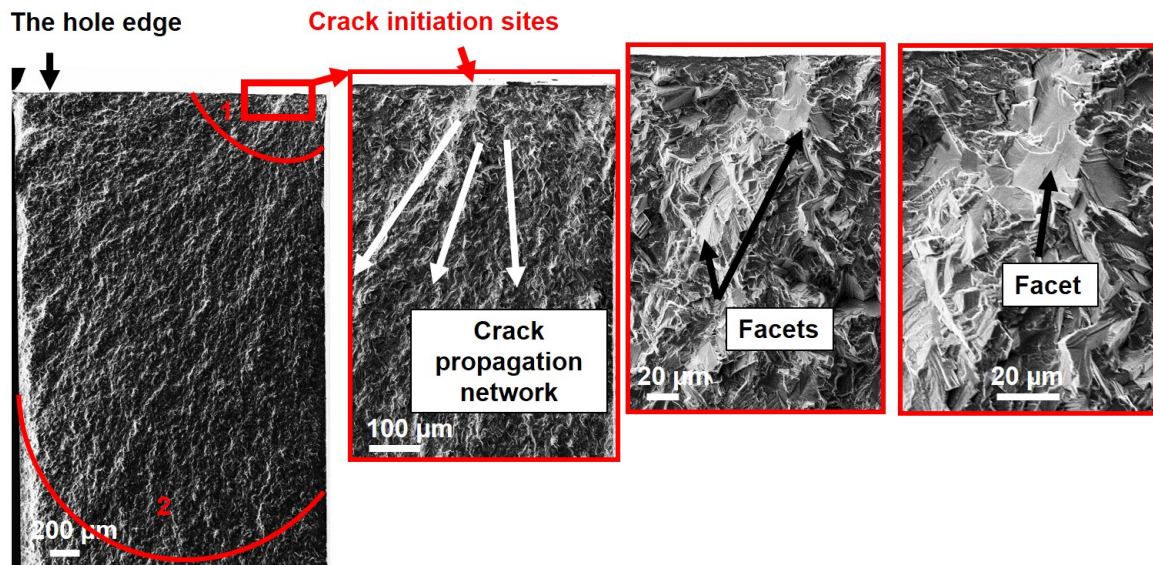 The hole edge
Crack initiation sites
1
2
200 µm
Crack
propagation
network
100 µm
Facets
20 µm
Facet
20 µm